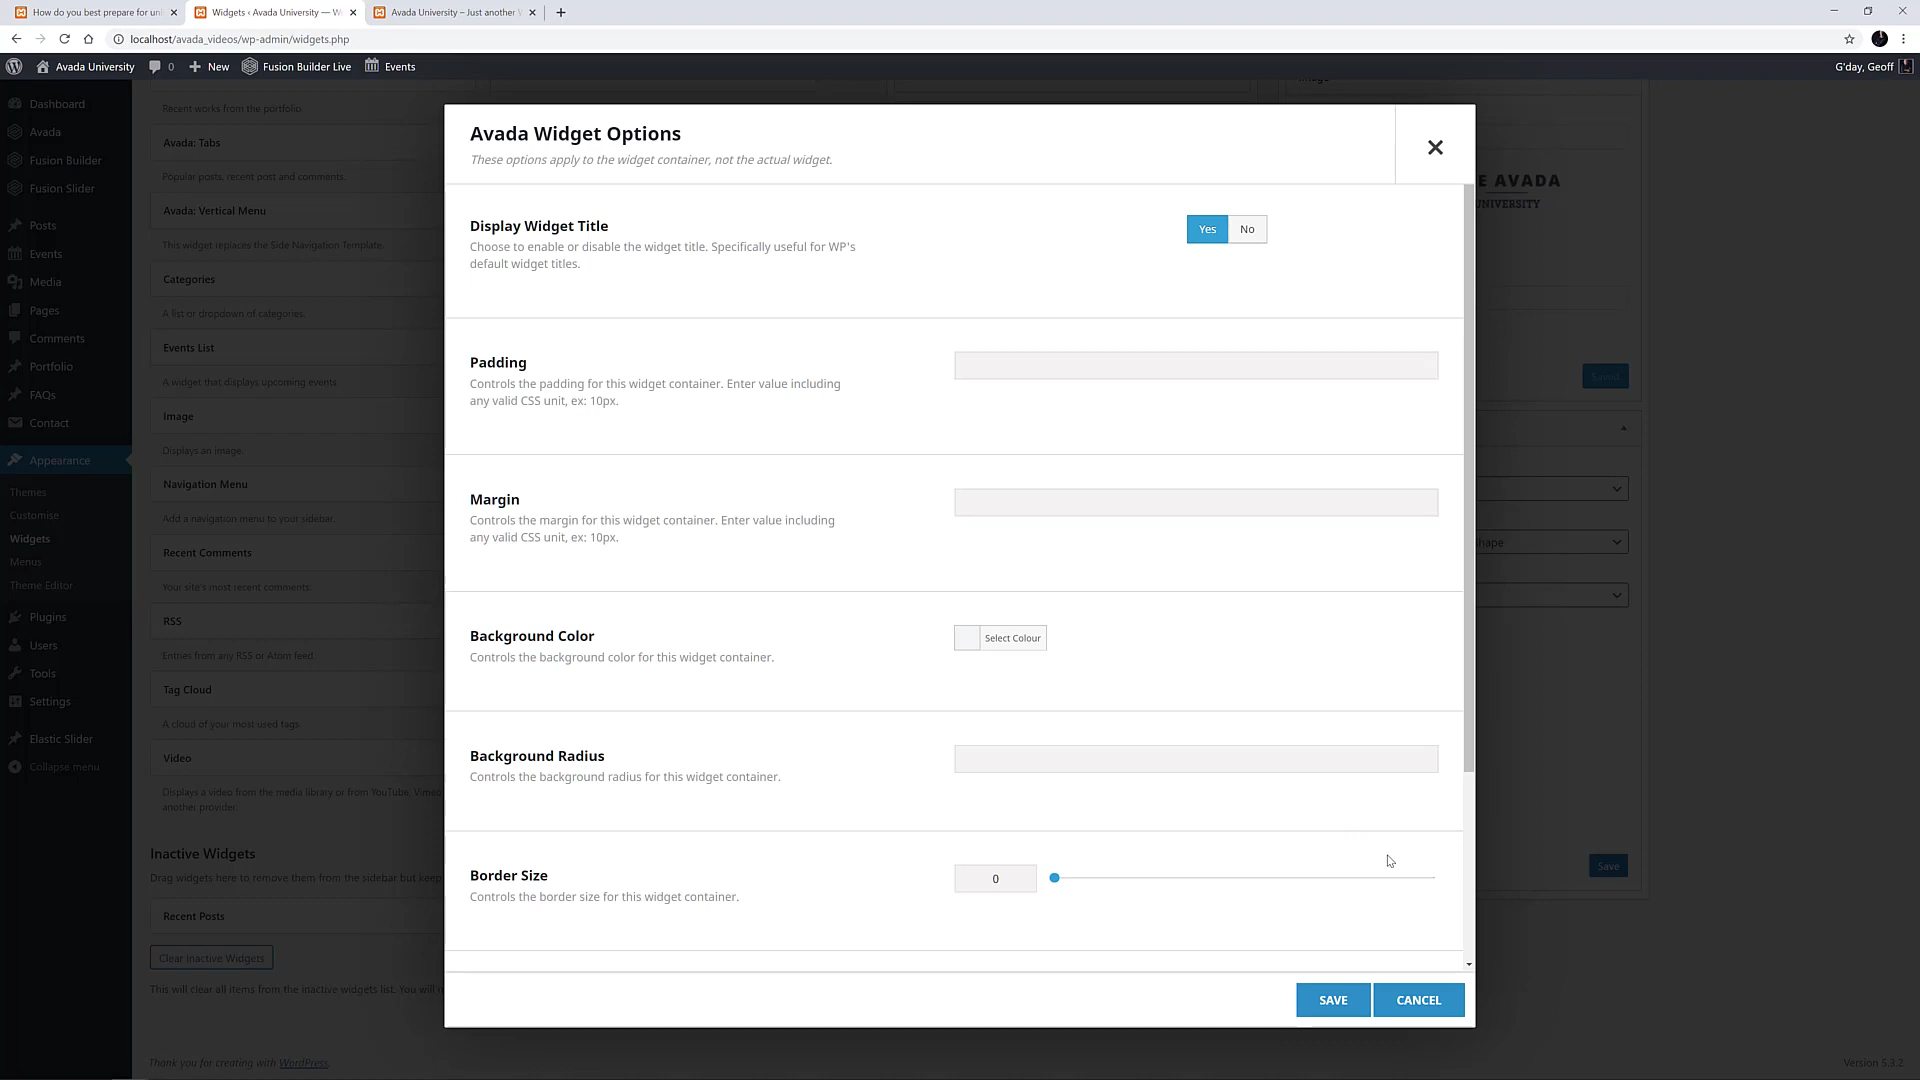 How do you best prepare for un
Widgets ‹ Avada University — W
Avada University – Just another
localhost/avada_videos/wp-admin/widgets.php
Avada University
0
New
Fusion Builder Live
Events
G'day, Geoff
Dashboard
Avada
Fusion Builder
Fusion Slider
Posts
Events
Media
Pages
Comments
Portfolio
FAQs
Contact
Appearance
Themes
Customise
Widgets
Menus
Theme Editor
Plugins
Users
Tools
Settings
Elastic Slider
Collapse menu
Recent works from the portfolio.
Avada: Tabs
Popular posts, recent post and comments.
Avada: Vertical Menu
This widget replaces the Side Navigation Template.
Categories
A list or dropdown of categories.
Events List
A widget that displays upcoming events.
Image
Displays an image.
Navigation Menu
Add a navigation menu to your sidebar.
Recent Comments
Your site's most recent comments.
RSS
Entries from any RSS or Atom feed.
Tag Cloud
A cloud of your most used tags.
Video
Displays a video from the media library or from YouTube, Vimeo
another provider.
Inactive Widgets
Drag widgets here to remove them from the sidebar but keep
Recent Posts
Clear Inactive Widgets
This will clear all items from the inactive widgets list. You will
Thank you for creating with WordPress.
Avada Widget Options
These options apply to the widget container, not the actual widget.
Display Widget Title
Choose to enable or disable the widget title. Specifically useful for WP's
default widget titles.
Yes
No
Padding
Controls the padding for this widget container. Enter value including
any valid CSS unit, ex: 10px.
Margin
Controls the margin for this widget container. Enter value including
any valid CSS unit, ex: 10px.
Background Color
Controls the background color for this widget container.
Select Colour
Background Radius
Controls the background radius for this widget container.
Border Size
Controls the border size for this widget container.
0
SAVE
CANCEL
E AVADA
UNIVERSITY
Saved
hape
Save
Version 5.3.2